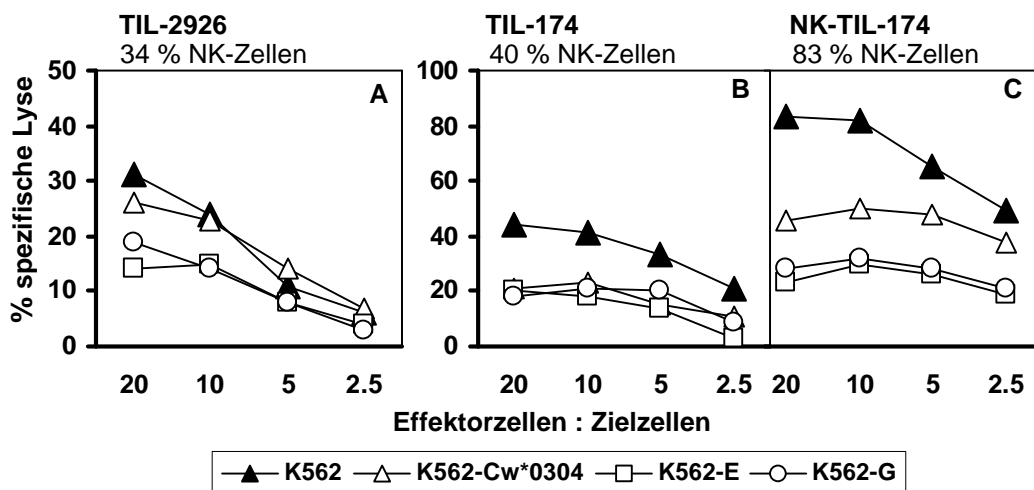 TIL-2926
34 % NK-Zellen
TIL-174
40 % NK-Zellen
NK-TIL-174
83 % NK-Zellen
% spezifische Lyse
50
40
30
20
10
0
A
20 10 5 2.5
100
80
60
40
20
0
B
20 10 5 2.5
C
20 10 5 2.5
Effektorzellen : Zielzellen
K562 K562-Cw*0304 K562-E K562-G